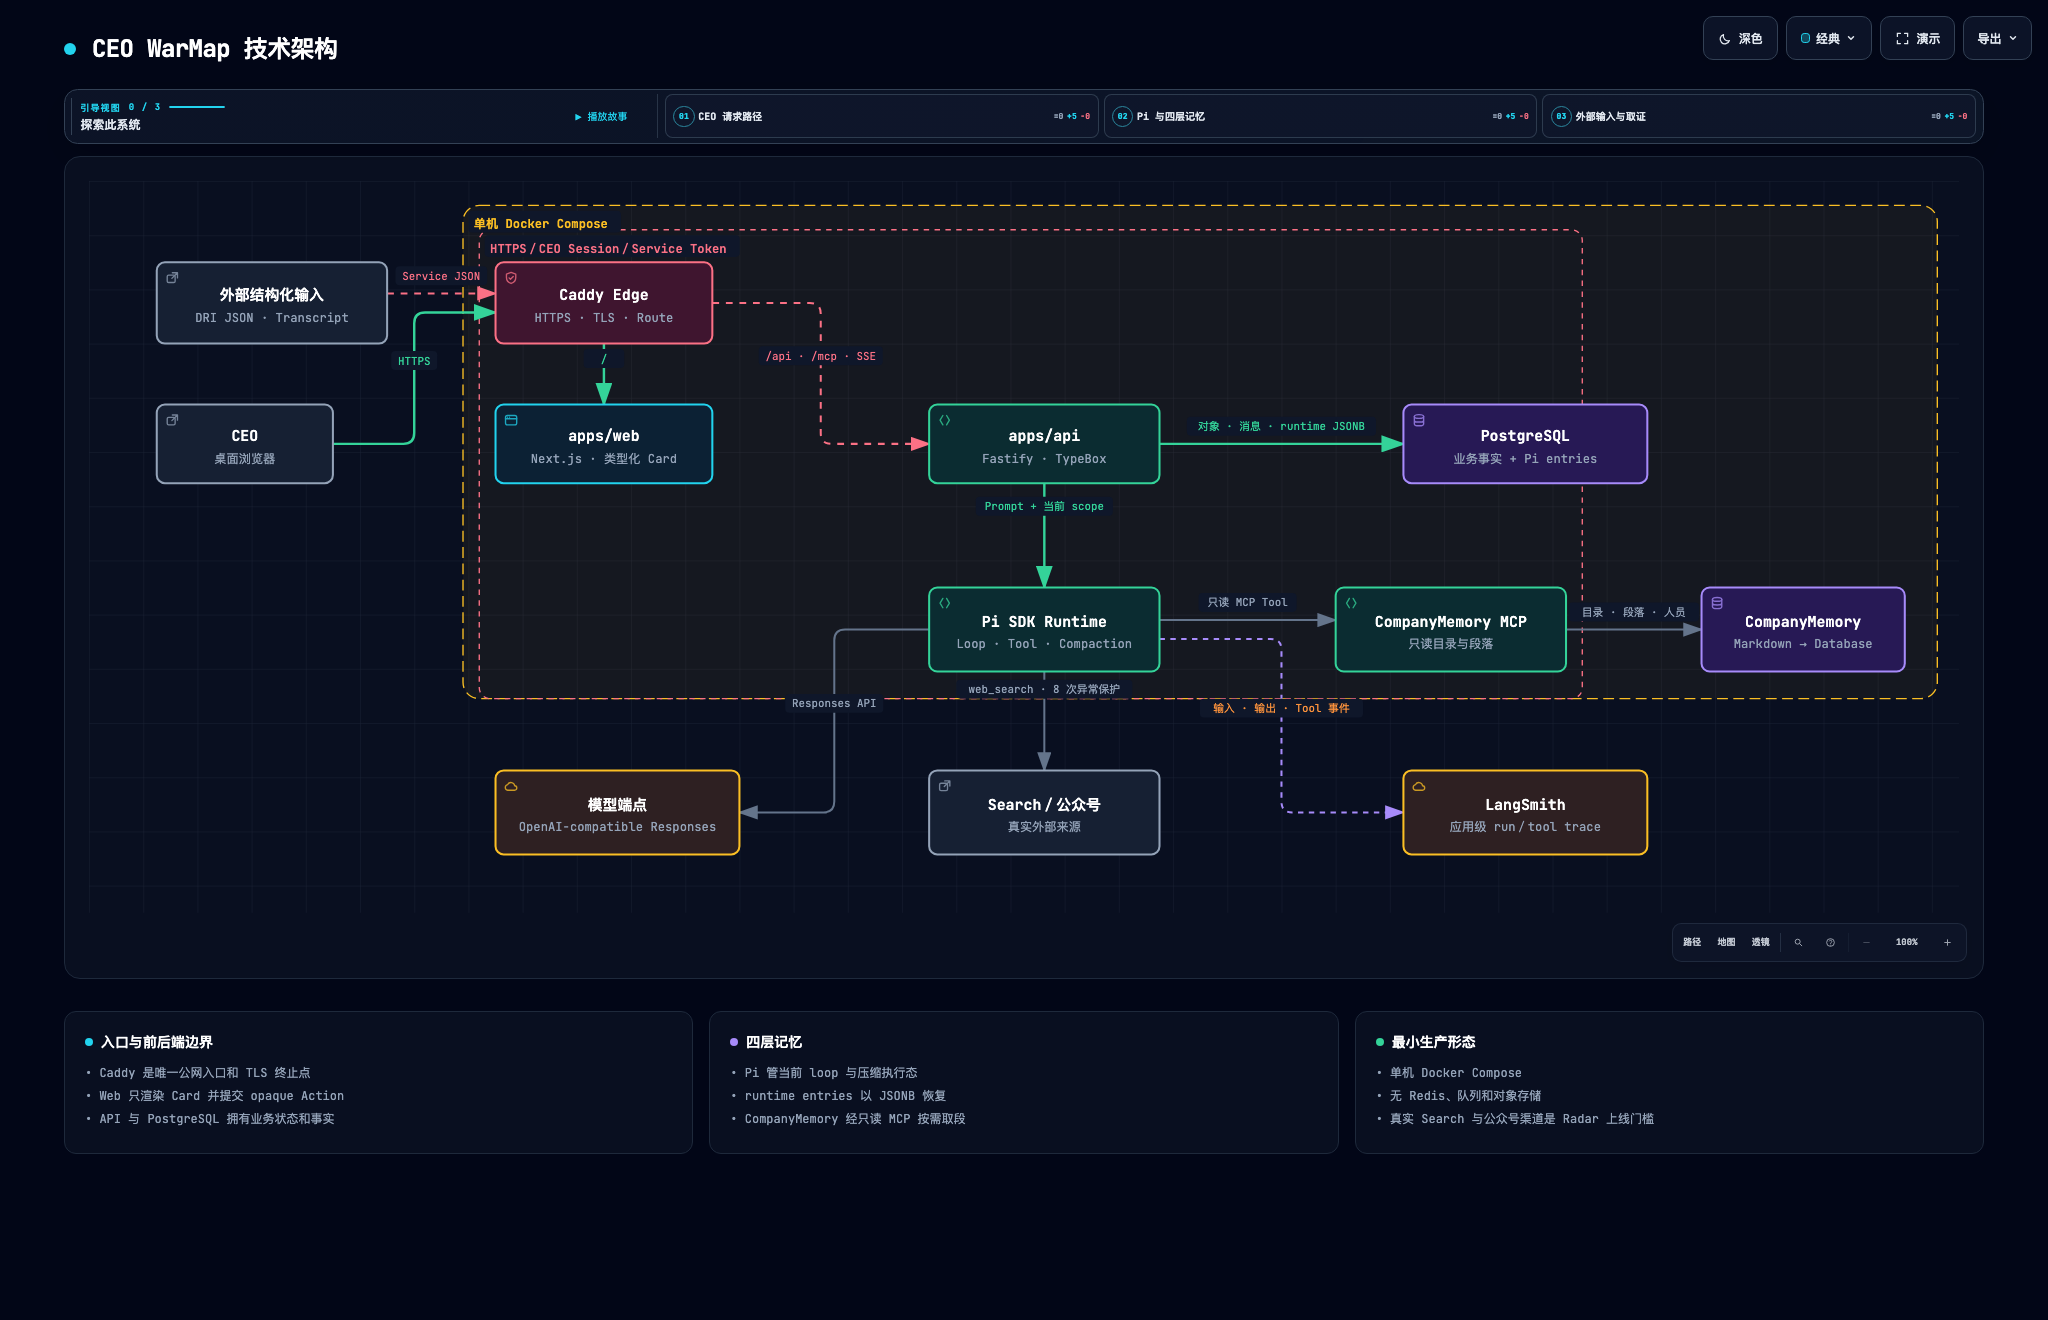 CEO WarMap 技术架构
深色
经典
演示
导出
引导视图 0 / 3
探索此系统
▶ 播放故事
01 CEO 请求路径
=0 +5 -0
02 Pi 与四层记忆
=0 +5 -0
03 外部输入与取证
=0 +5 -0
单机 Docker Compose
HTTPS / CEO Session / Service Token
外部结构化输入
DRI JSON · Transcript
Service JSON
Caddy Edge
HTTPS · TLS · Route
HTTPS
/
/api · /mcp · SSE
CEO
桌面浏览器
apps/web
Next.js · 类型化 Card
apps/api
Fastify · TypeBox
对象 · 消息 · runtime JSONB
PostgreSQL
业务事实 + Pi entries
Prompt + 当前 scope
Pi SDK Runtime
Loop · Tool · Compaction
只读 MCP Tool
CompanyMemory MCP
只读目录与段落
目录 · 段落 · 人员
CompanyMemory
Markdown → Database
web_search · 8 次异常保护
Responses API
输入 · 输出 · Tool 事件
模型端点
OpenAI-compatible Responses
Search / 公众号
真实外部来源
LangSmith
应用级 run / tool trace
路径
地图
透镜
−
100%
+
入口与前后端边界
• Caddy 是唯一公网入口和 TLS 终止点
• Web 只渲染 Card 并提交 opaque Action
• API 与 PostgreSQL 拥有业务状态和事实
四层记忆
• Pi 管当前 loop 与压缩执行态
• runtime entries 以 JSONB 恢复
• CompanyMemory 经只读 MCP 按需取段
最小生产形态
• 单机 Docker Compose
• 无 Redis、队列和对象存储
• 真实 Search 与公众号渠道是 Radar 上线门槛